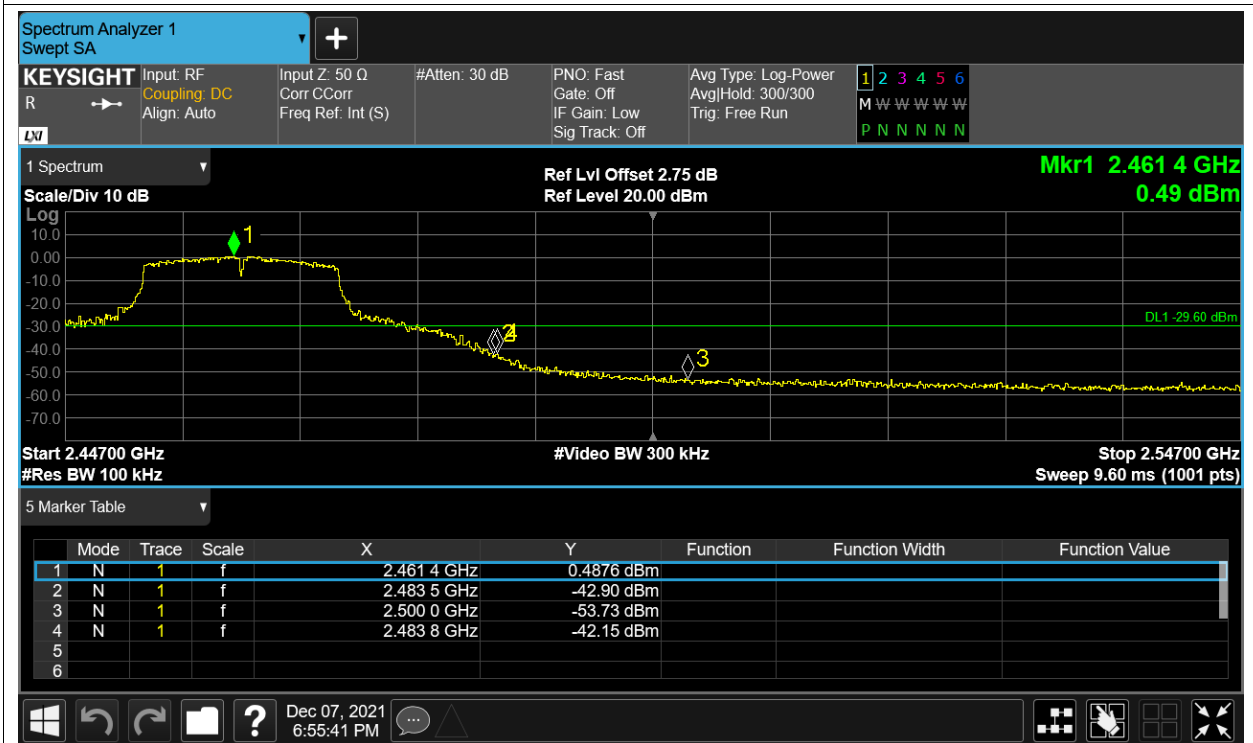 Spectrum Analyzer 1
Swept SA
KEYSIGHT
R
LXI
Input: RF
Coupling: DC
Align: Auto
Input Z: 50 Ω
Corr CCorr
Freq Ref: Int (S)
#Atten: 30 dB
PNO: Fast
Gate: Off
IF Gain: Low
Sig Track: Off
Avg Type: Log-Power
Avg|Hold: 300/300
Trig: Free Run
1 2 3 4 5 6
M W W W W W
P N N N N N
1 Spectrum
Scale/Div 10 dB
Ref Lvl Offset 2.75 dB
Ref Level 20.00 dBm
Mkr1 2.461 4 GHz
0.49 dBm
Log
10.0
0.00
-10.0
-20.0
-30.0
-40.0
-50.0
-60.0
-70.0
1
2
4
3
DL1 -29.60 dBm
Start 2.44700 GHz
#Res BW 100 kHz
#Video BW 300 kHz
Stop 2.54700 GHz
Sweep 9.60 ms (1001 pts)
5 Marker Table
Mode Trace Scale X Y Function Function Width Function Value
1 N 1 f 2.461 4 GHz 0.4876 dBm
2 N 1 f 2.483 5 GHz -42.90 dBm
3 N 1 f 2.500 0 GHz -53.73 dBm
4 N 1 f 2.483 8 GHz -42.15 dBm
5
6
?
Dec 07, 2021
6:55:41 PM